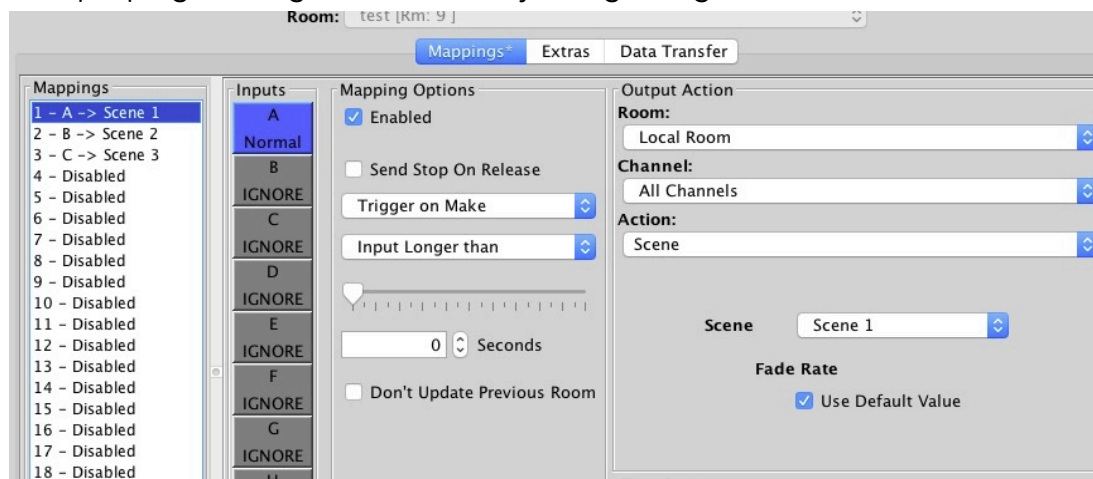 Room: test [Rm: 9 ]
Mappings* Extras Data Transfer
Mappings
1 - A -> Scene 1
2 - B -> Scene 2
3 - C -> Scene 3
4 - Disabled
5 - Disabled
6 - Disabled
7 - Disabled
8 - Disabled
9 - Disabled
10 - Disabled
11 - Disabled
12 - Disabled
13 - Disabled
14 - Disabled
15 - Disabled
16 - Disabled
17 - Disabled
18 - Disabled
Inputs
A
Normal
B
IGNORE
C
IGNORE
D
IGNORE
E
IGNORE
F
IGNORE
G
IGNORE
Mapping Options
Enabled
Send Stop On Release
Trigger on Make
Input Longer than
0 Seconds
Don't Update Previous Room
Output Action
Room:
Local Room
Channel:
All Channels
Action:
Scene
Scene Scene 1
Fade Rate
Use Default Value